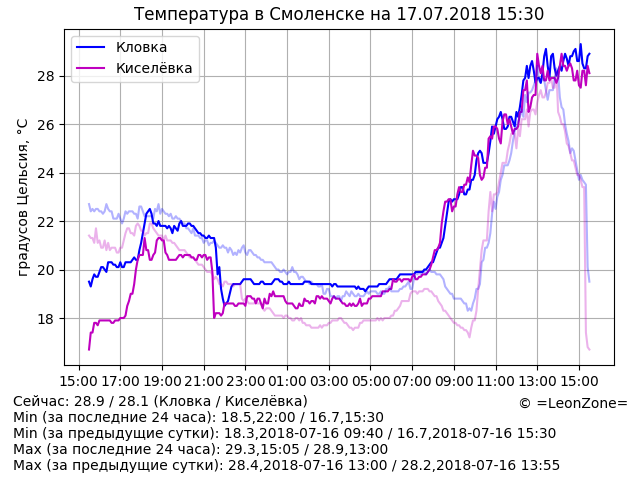 Температура в Смоленске на 17.07.2018 15:30
Кловка
Киселёвка
градусов Цельсия, °C
28
26
24
22
20
18
15:00 17:00 19:00 21:00 23:00 01:00 03:00 05:00 07:00 09:00 11:00 13:00 15:00
Сейчас: 28.9 / 28.1 (Кловка / Киселёвка)
© =LeonZone=
Min (за последние 24 часа): 18.5,22:00 / 16.7,15:30
Min (за предыдущие сутки): 18.3,2018-07-16 09:40 / 16.7,2018-07-16 15:30
Max (за последние 24 часа): 29.3,15:05 / 28.9,13:00
Max (за предыдущие сутки): 28.4,2018-07-16 13:00 / 28.2,2018-07-16 13:55